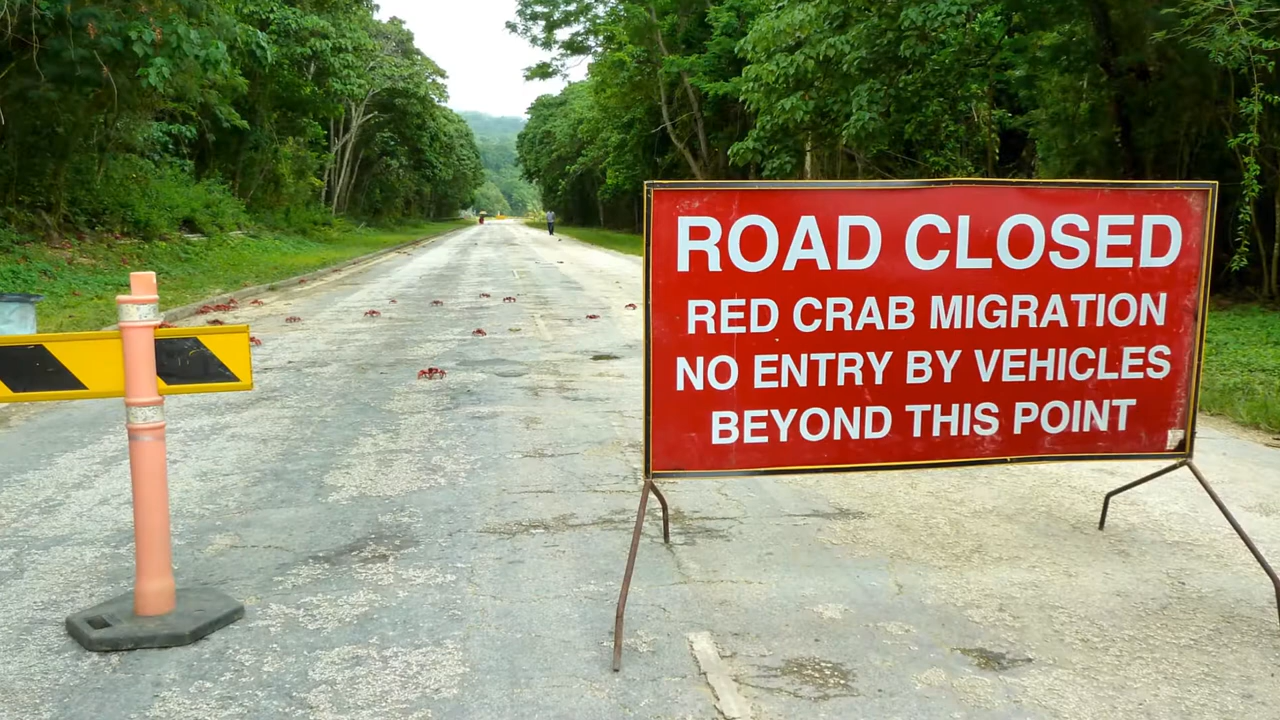 ROAD CLOSED
RED CRAB MIGRATION
NO ENTRY BY VEHICLES
BEYOND THIS POINT